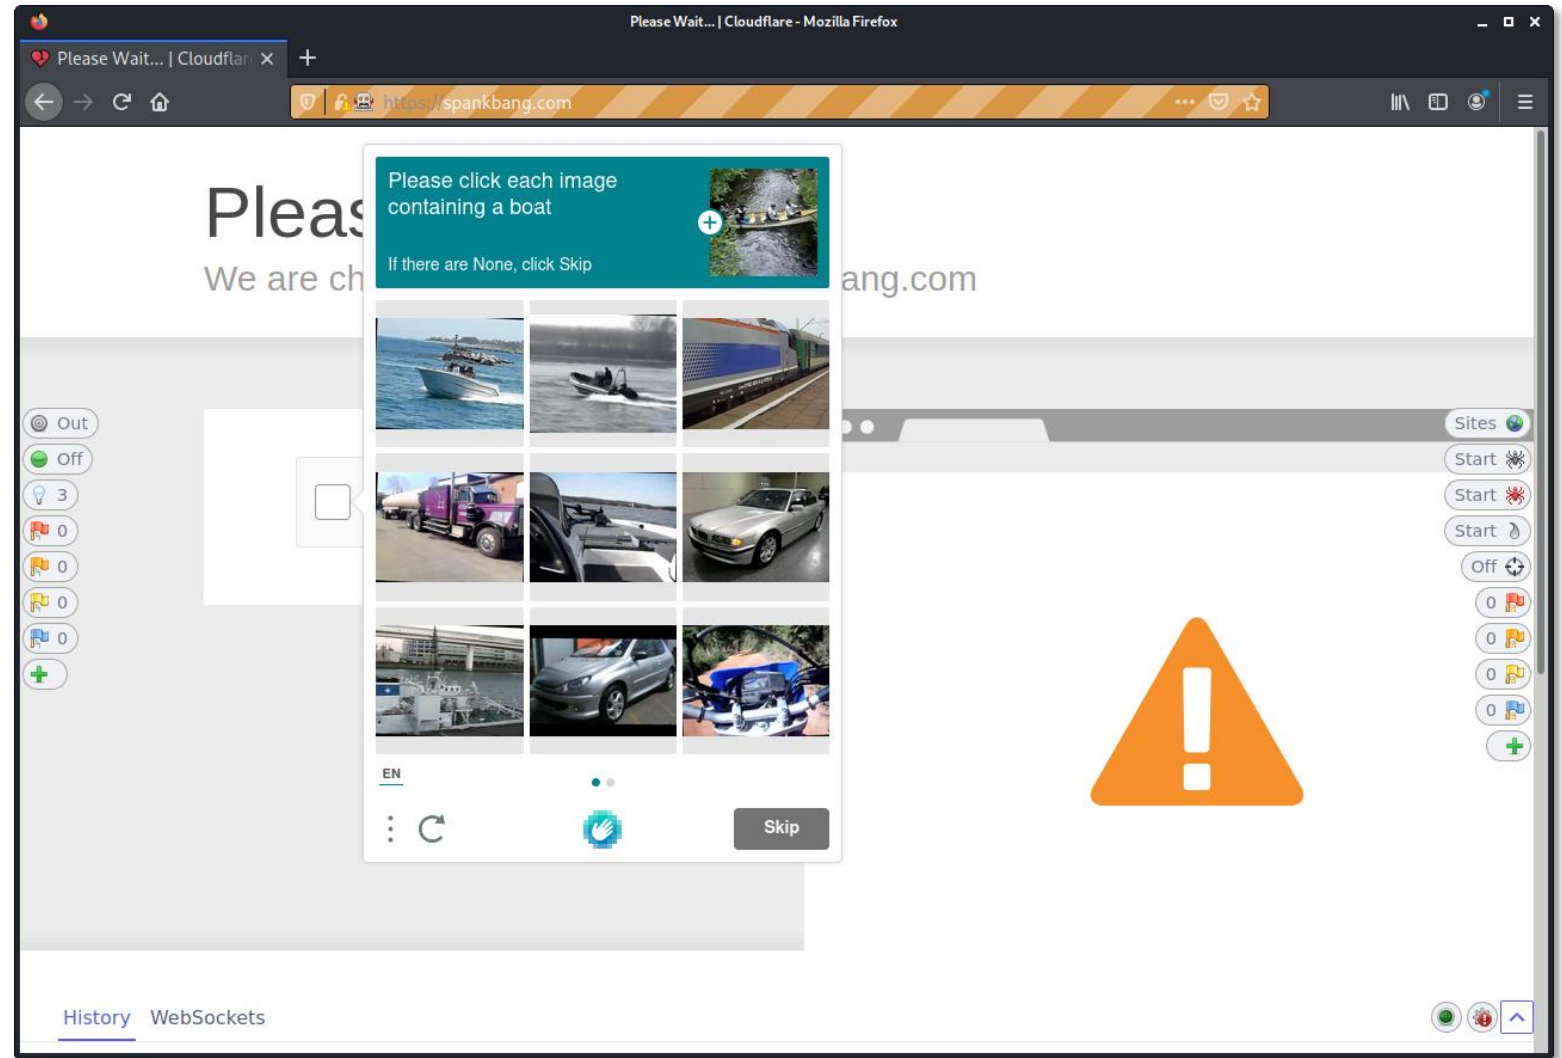 Please Wait... | Cloudflare - Mozilla Firefox
Please Wait... | Cloudflar
https://spankbang.com
Pleas
We are ch
ang.com
Please click each image
containing a boat
If there are None, click Skip
Out
Off
3
0
0
0
0
Sites
Start
Start
Start
Off
0
0
0
0
EN
Skip
History WebSockets